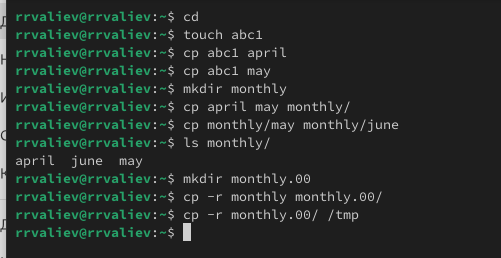 rrvaliev@rrvaliev:~$ cd
rrvaliev@rrvaliev:~$ touch abc1
rrvaliev@rrvaliev:~$ cp abc1 april
rrvaliev@rrvaliev:~$ cp abc1 may
rrvaliev@rrvaliev:~$ mkdir monthly
rrvaliev@rrvaliev:~$ cp april may monthly/
rrvaliev@rrvaliev:~$ cp monthly/may monthly/june
rrvaliev@rrvaliev:~$ ls monthly/
april  june  may
rrvaliev@rrvaliev:~$ mkdir monthly.00
rrvaliev@rrvaliev:~$ cp -r monthly monthly.00/
rrvaliev@rrvaliev:~$ cp -r monthly.00/ /tmp
rrvaliev@rrvaliev:~$